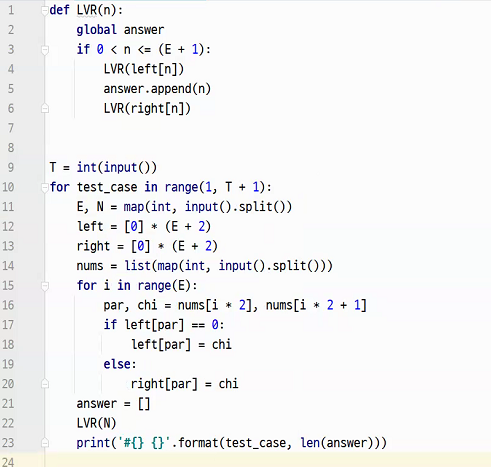 1 def LVR(n):
2     global answer
3     if 0 < n <= (E + 1):
4         LVR(left[n])
5         answer.append(n)
6         LVR(right[n])
7
8
9 T = int(input())
10 for test_case in range(1, T + 1):
11     E, N = map(int, input().split())
12     left = [0] * (E + 2)
13     right = [0] * (E + 2)
14     nums = list(map(int, input().split()))
15     for i in range(E):
16         par, chi = nums[i * 2], nums[i * 2 + 1]
17         if left[par] == 0:
18             left[par] = chi
19         else:
20             right[par] = chi
21     answer = []
22     LVR(N)
23     print('#{} {}'.format(test_case, len(answer)))
24